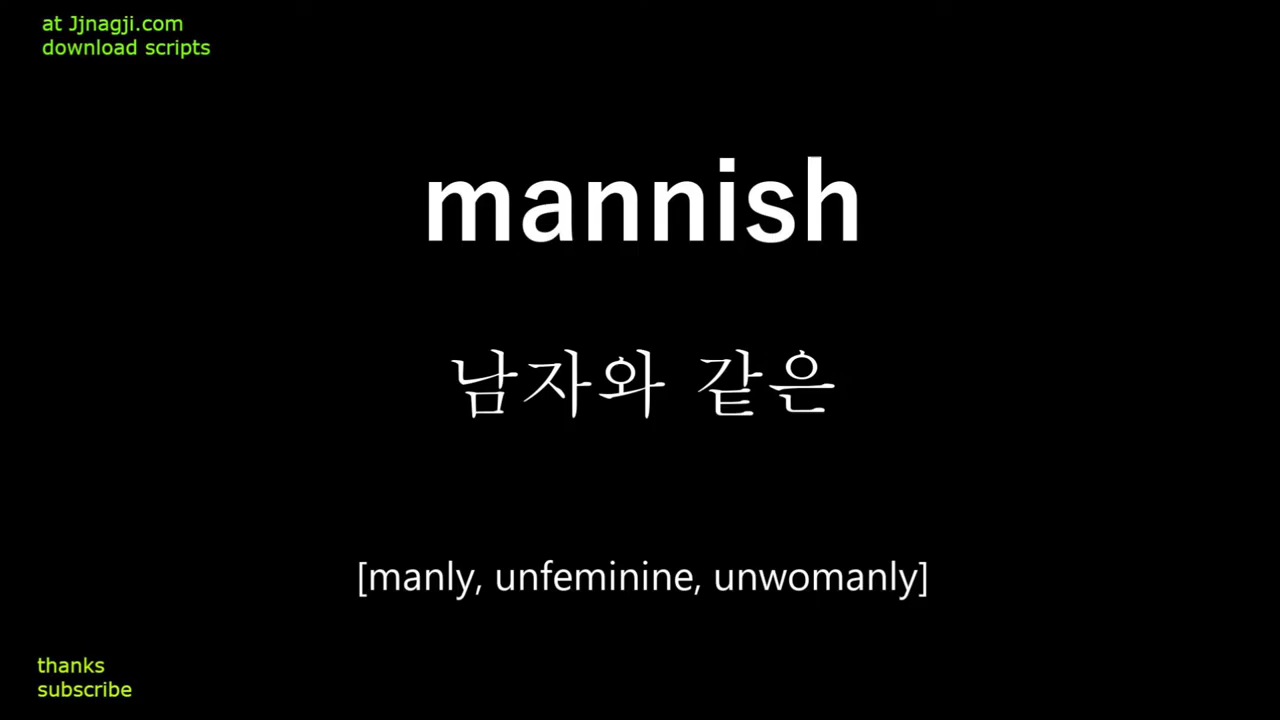 at Jjnagji.com
download scripts
mannish
남자와 같은
[manly, unfeminine, unwomanly]
thanks
subscribe